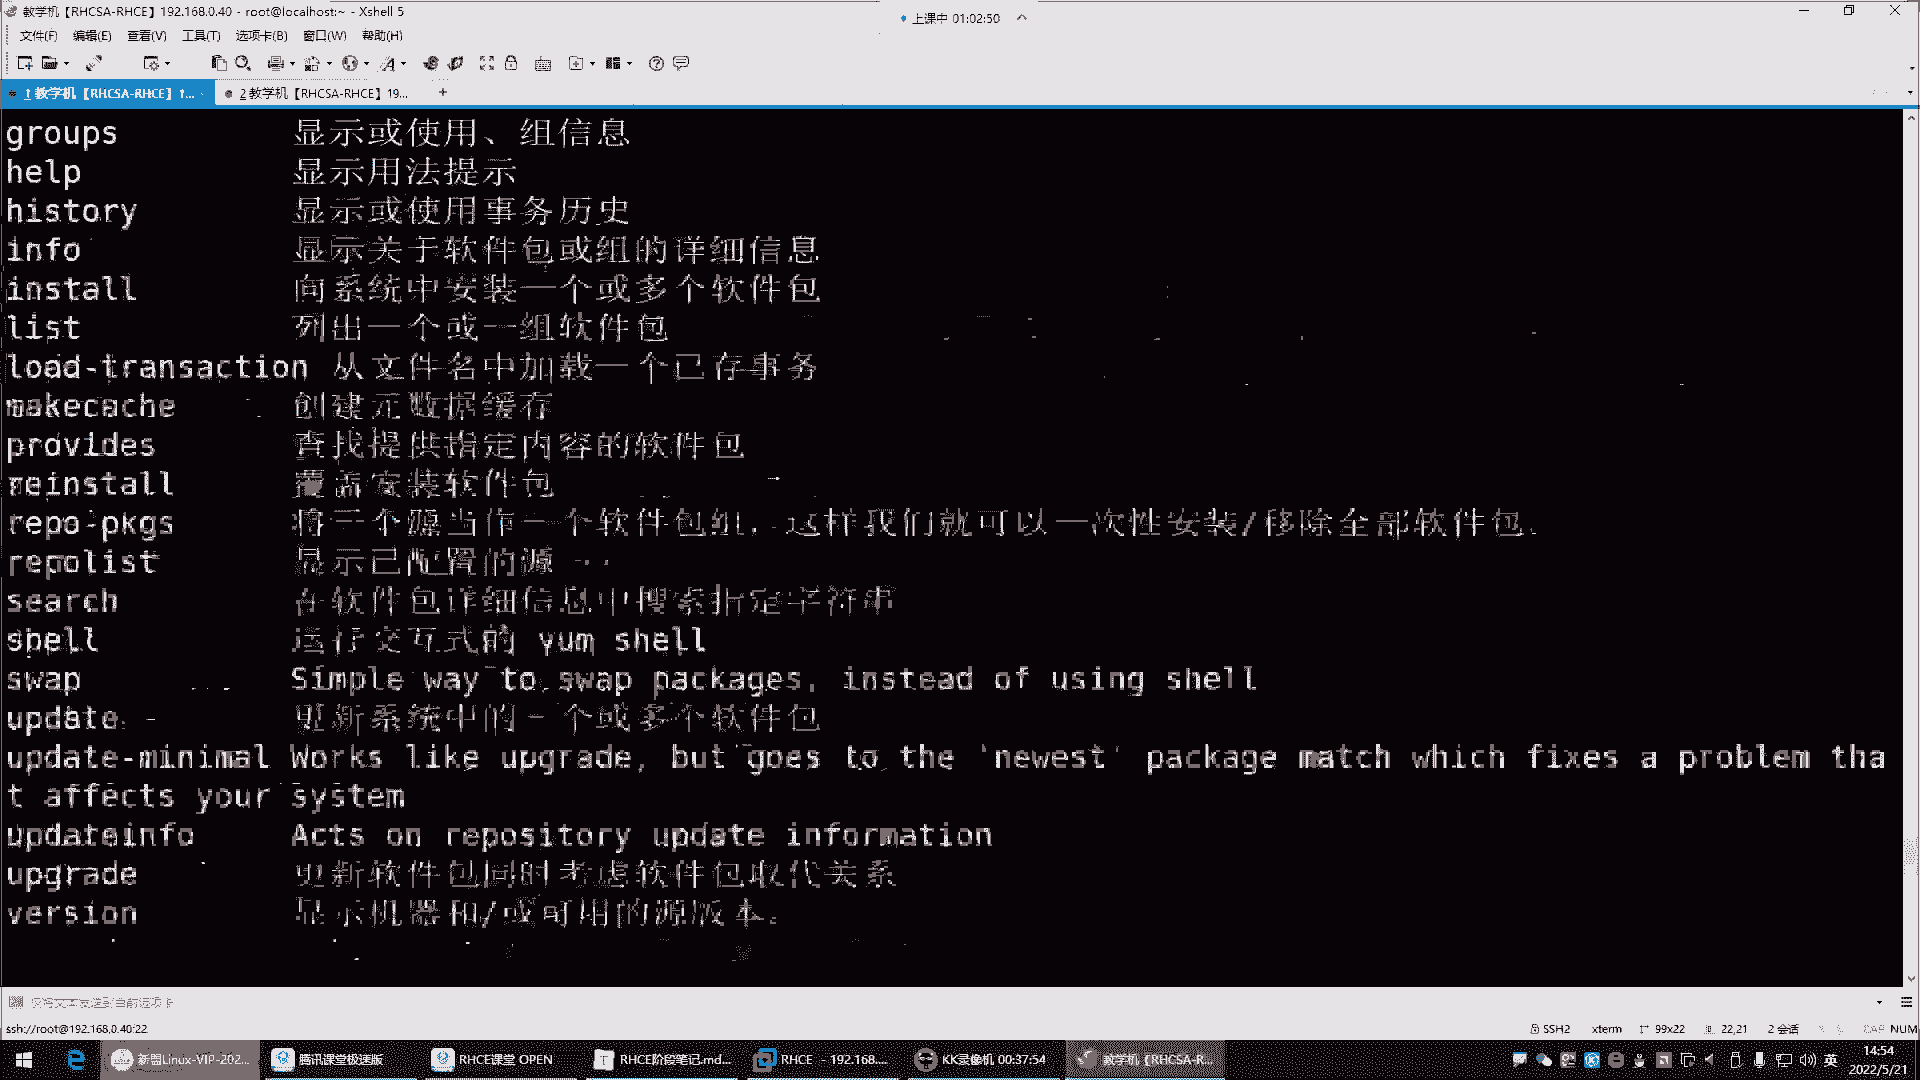 教学机【RHCSA-RHCE】192.168.0.40 - root@localhost:~ - Xshell 5
上课中 01:02:50
文件(F) 编辑(E) 查看(V) 工具(T) 选项卡(B) 窗口(W) 帮助(H)
1 教学机【RHCSA-RHCE】1...
2 教学机【RHCSA-RHCE】19...
groups 显示或使用、组信息
help 显示用法提示
history 显示或使用事务历史
info 显示关于软件包或组的详细信息
install 向系统中安装一个或多个软件包
list 列出一个或一组软件包
load-transaction 从文件名中加载一个已存事务
makecache 创建元数据缓存
provides 查找提供指定内容的软件包
reinstall 覆盖安装软件包
repo-pkgs 将一个源当作一个软件包组，这样我们就可以一次性安装/移除全部软件包。
repolist 显示已配置的源
search 在软件包详细信息中搜索指定字符串
shell 运行交互式的 yum shell
swap Simple way to swap packages, instead of using shell
update 更新系统中的一个或多个软件包
update-minimal Works like upgrade, but goes to the 'newest' package match which fixes a problem tha
t affects your system
updateinfo Acts on repository update information
upgrade 更新软件包同时考虑软件包取代关系
version 显示机器和/或可用的源版本。
仅将文本发送到当前选项卡
ssh://root@192.168.0.40:22 SSH2 xterm 99x22 22,21 2 会话 CAP NUM
新盟Linux-VIP-202... 腾讯课堂极速版 RHCE课堂 OPEN RHCE阶段笔记.md... RHCE - 192.168.... KK录像机 00:37:54 教学机【RHCSA-R... 英 14:54
2022/5/21